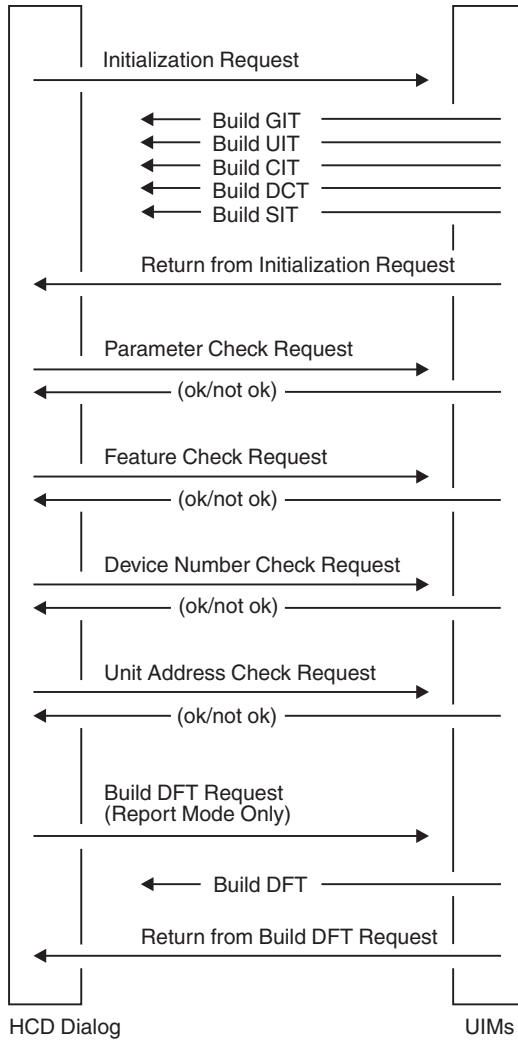 Initialization Request
Build GIT
Build UIT
Build CIT
Build DCT
Build SIT
Return from Initialization Request
Parameter Check Request
(ok/not ok)
Feature Check Request
(ok/not ok)
Device Number Check Request
(ok/not ok)
Unit Address Check Request
(ok/not ok)
Build DFT Request
(Report Mode Only)
Build DFT
Return from Build DFT Request
HCD Dialog
UIMs